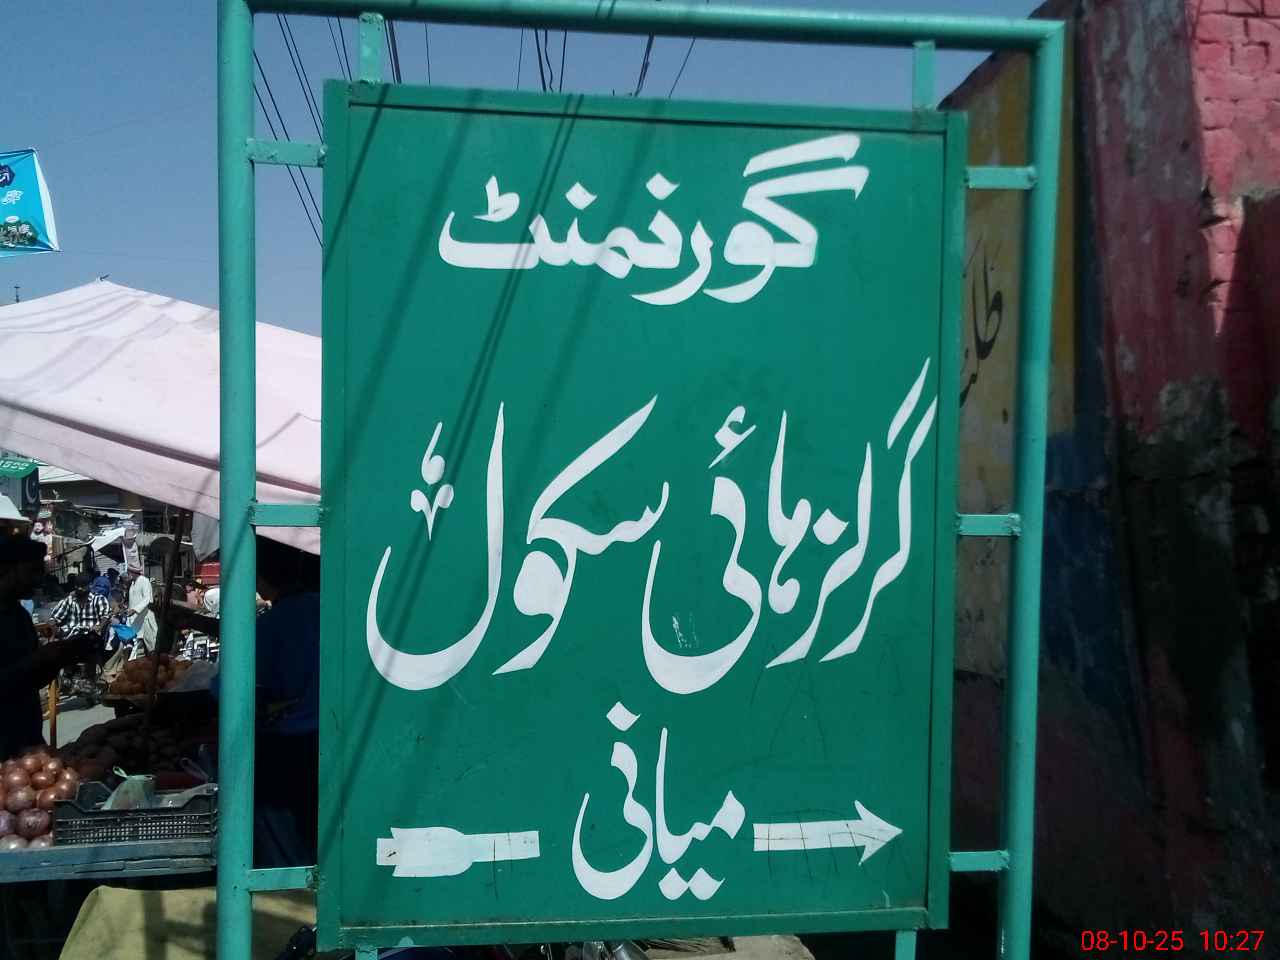 گورنمنٹ
گرلز ہائی سکول
میانی
08-10-25 10:27